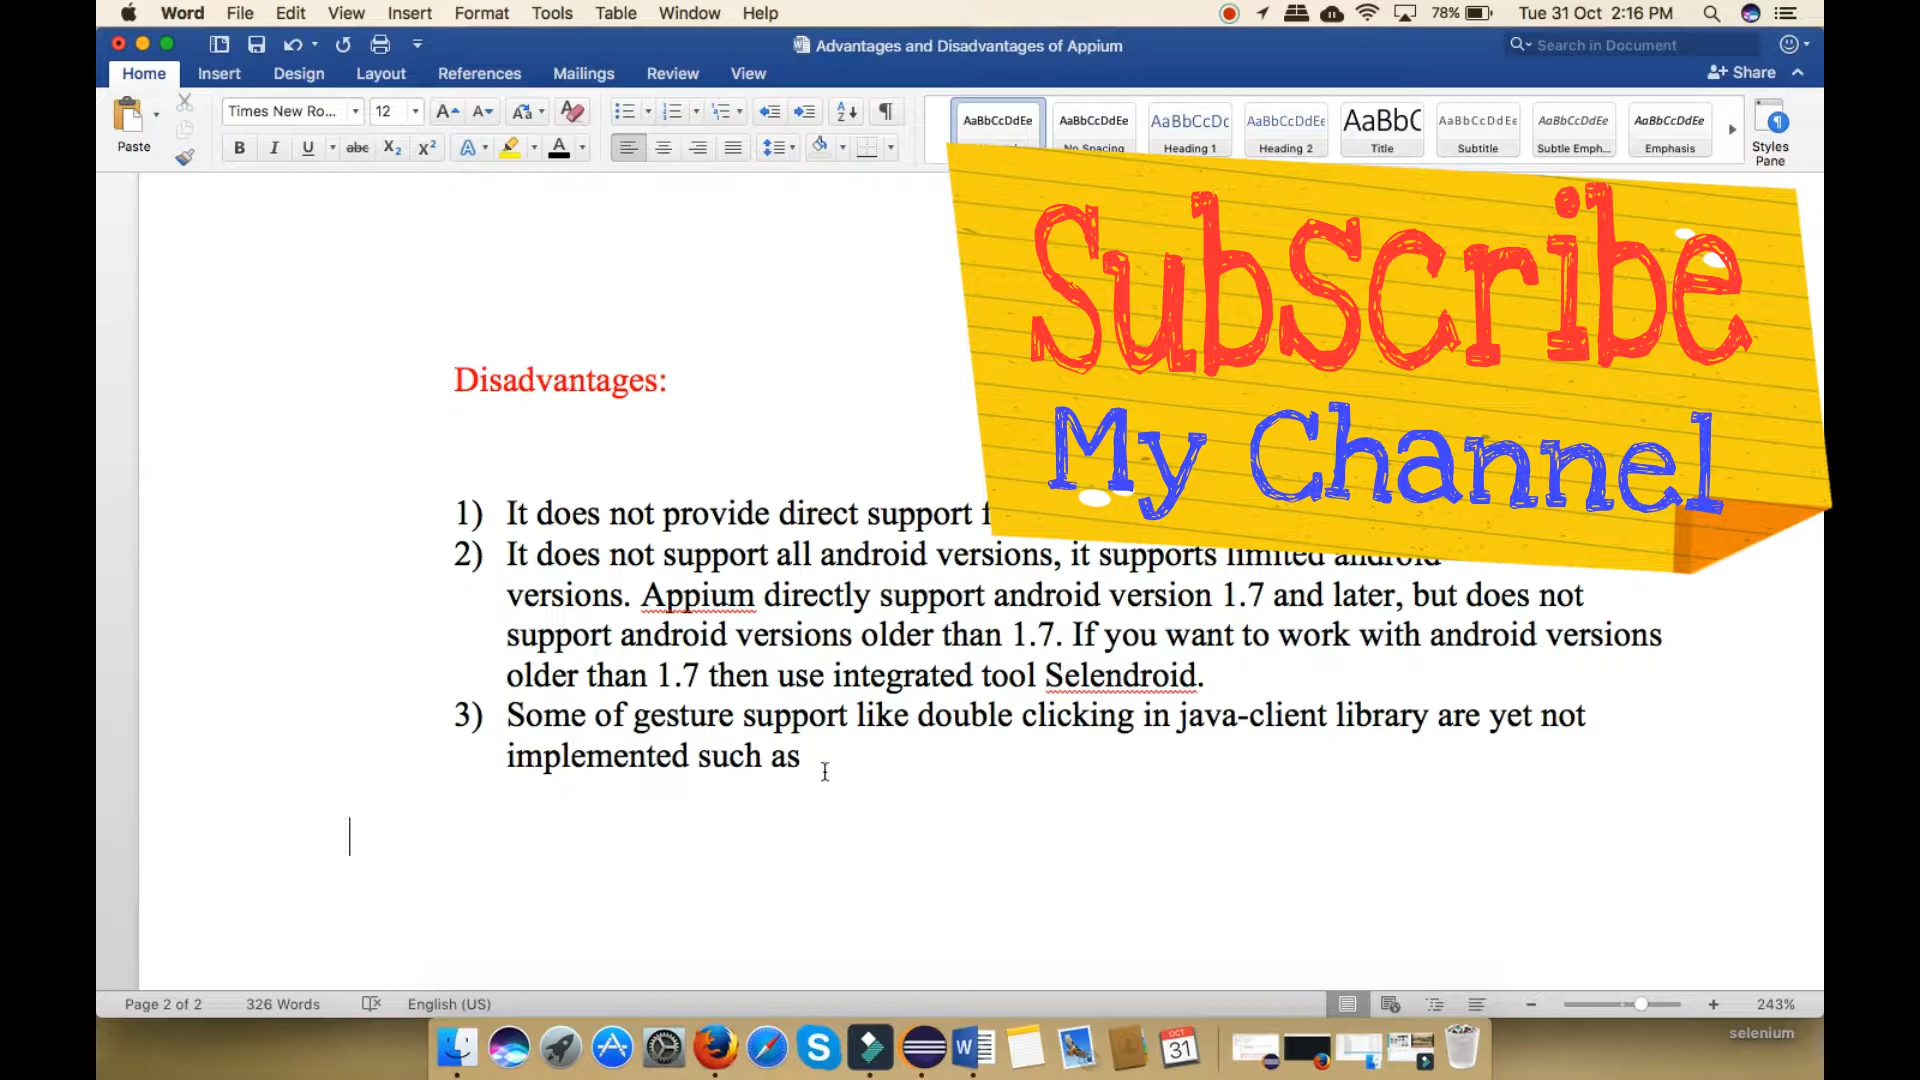 Word File Edit View Insert Format Tools Table Window Help 78% Tue 31 Oct 2:16 PM
Advantages and Disadvantages of Appium
Search in Document
Home Insert Design Layout References Mailings Review View Share
Paste
Times New Ro... 12
AaBbCcDdEe AaBbCcDdEe AaBbCcDc AaBbCcDdEe AaBbC AaBbCcDdEe AaBbCcDdEe AaBbCcDdEe
No Spacing Heading 1 Heading 2 Title Subtitle Subtle Emph... Emphasis
Styles
Pane
Subscribe
My Channel
Disadvantages:
1) It does not provide direct support
2) It does not support all android versions, it supports limited android
versions. Appium directly support android version 1.7 and later, but does not
support android versions older than 1.7. If you want to work with android versions
older than 1.7 then use integrated tool Selendroid.
3) Some of gesture support like double clicking in java-client library are yet not
implemented such as
Page 2 of 2 326 Words English (US) 243%
OCT
31
selenium